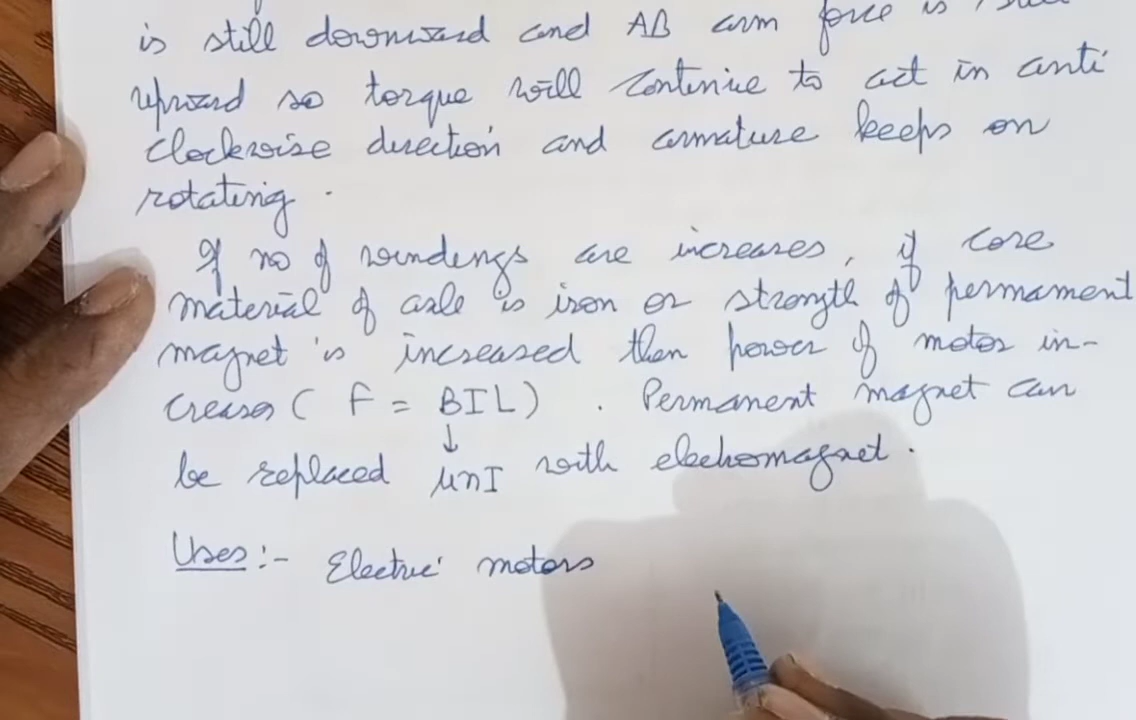 is still downward and AB arm force is
upward so torque will continue to act in anti
clockwise direction and armature keeps on
rotating .
If no of windings are increases, if core
material of axle is iron or strength of permament
magnet is increased then power of motor in-
creases ( F = BIL ) . Permanent magnet can
↓
be replaced μnI with electromagnet .
Uses :- Electric motors